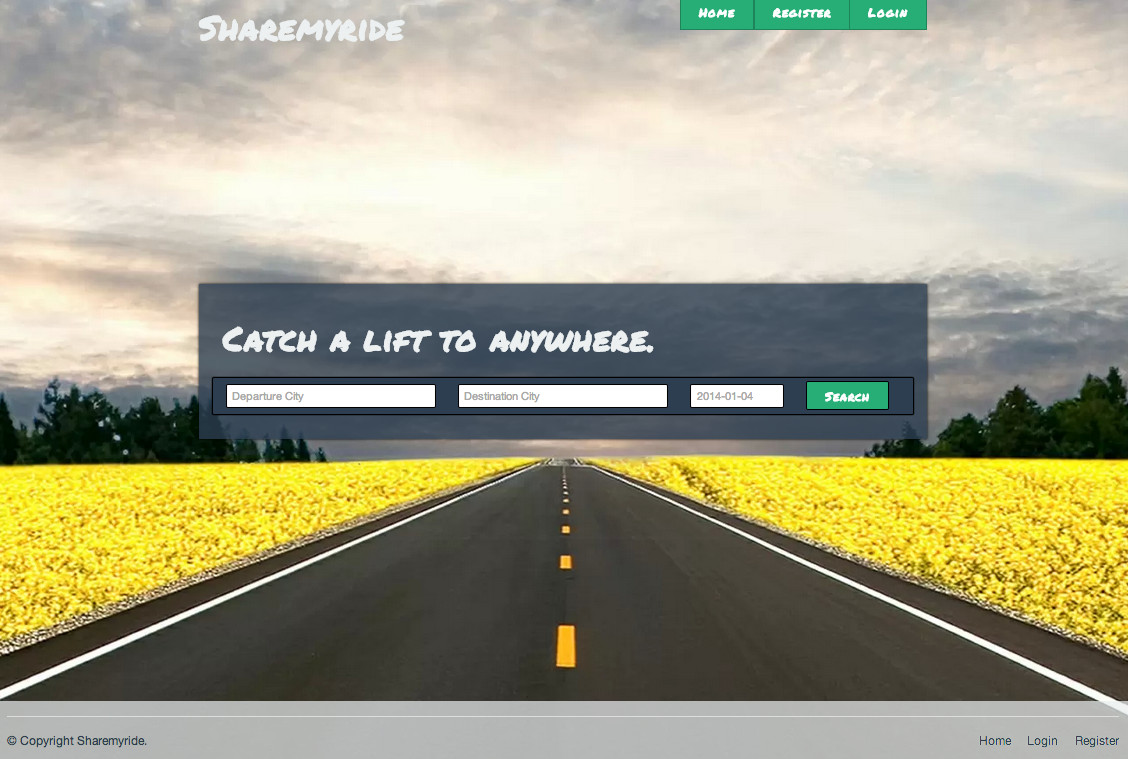 Sharemyride
Home Register Login
Catch a lift to anywhere.
Departure City Destination City 2014-01-04 Search
© Copyright Sharemyride.
Home Login Register